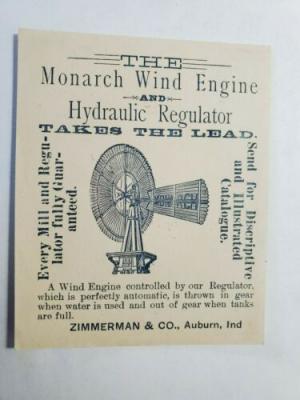 THE
Monarch Wind Engine
AND
Hydraulic Regulator
TAKES THE LEAD.
Every Mill and Regu-
lator fully Guar-
anteed.
MONARCH
Send for Discriptive
and Illustrated
Catalogue.
A Wind Engine controlled by our Regulator,
which is perfectly automatic, is thrown in gear
when water is used and out of gear when tanks
are full.
ZIMMERMAN & CO., Auburn, Ind